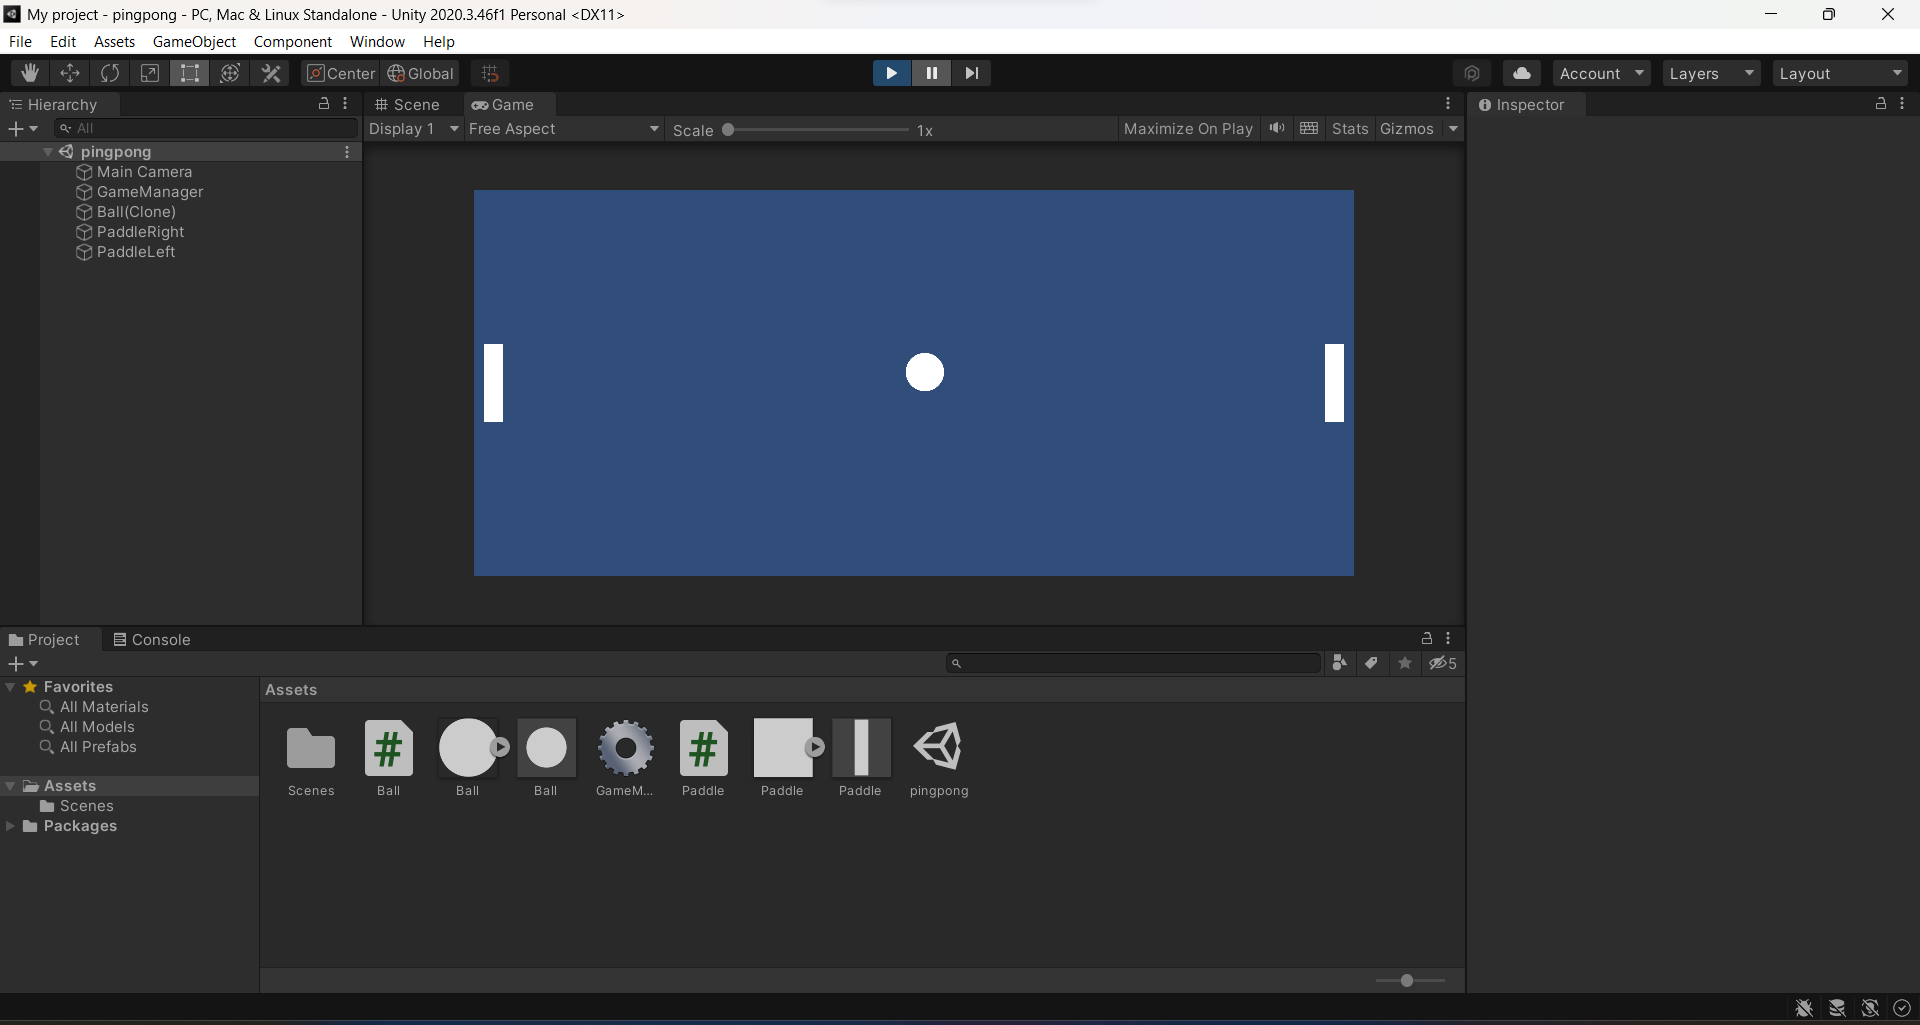 My project - pingpong - PC, Mac & Linux Standalone - Unity 2020.3.46f1 Personal <DX11>
File Edit Assets GameObject Component Window Help
Center Global Account Layers Layout
Hierarchy Scene Game Inspector
All Display 1 Free Aspect Scale 1x Maximize On Play Stats Gizmos
pingpong
Main Camera
GameManager
Ball(Clone)
PaddleRight
PaddleLeft
Project Console
5
Favorites
All Materials
All Models
All Prefabs
Assets
Scenes
Packages
Assets
# #
Scenes Ball Ball Ball GameM... Paddle Paddle Paddle pingpong